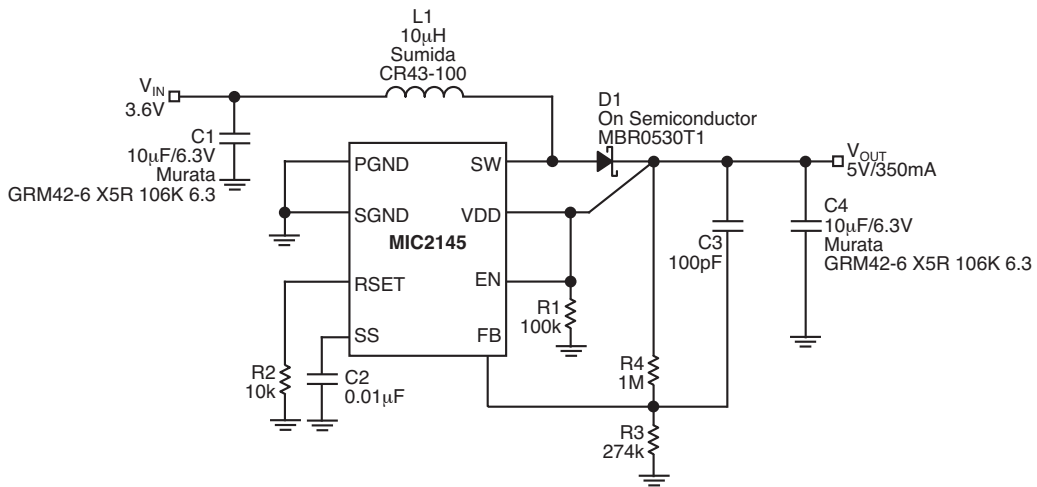 L1
10µH
Sumida
CR43-100
VIN
3.6V
C1
10µF/6.3V
Murata
GRM42-6 X5R 106K 6.3
D1
On Semiconductor
MBR0530T1
VOUT
5V/350mA
PGND
SW
SGND
VDD
MIC2145
RSET
EN
SS
FB
C3
100pF
C4
10µF/6.3V
Murata
GRM42-6 X5R 106K 6.3
R1
100k
R2
10k
C2
0.01µF
R4
1M
R3
274k